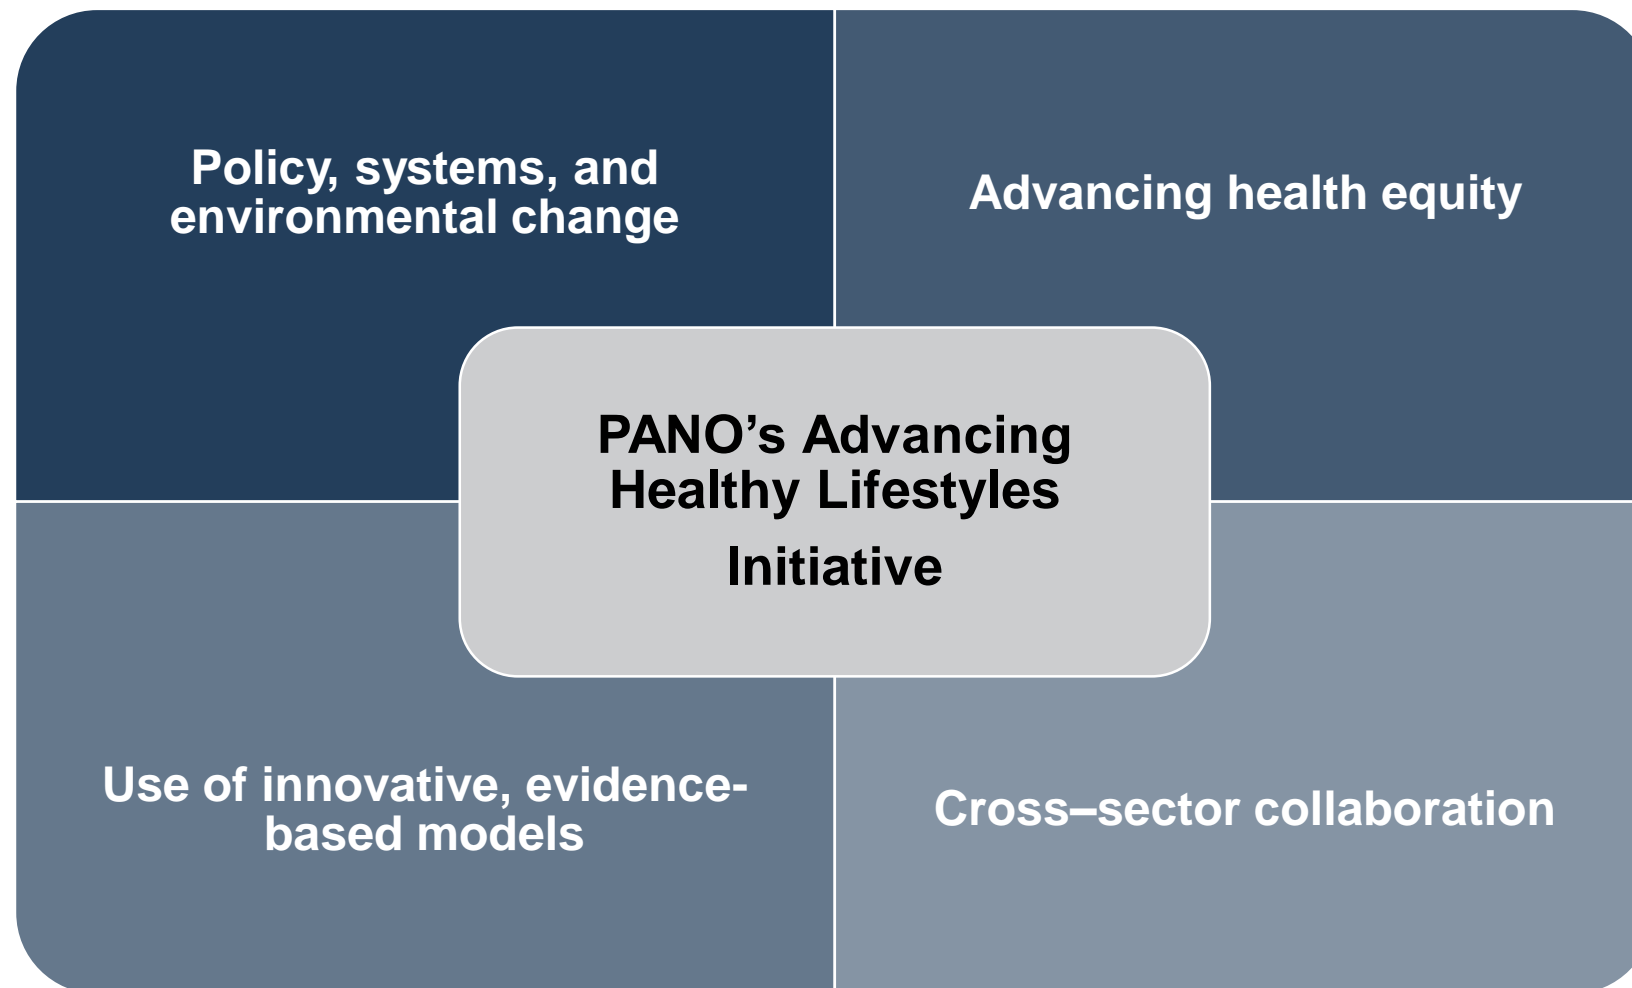 Policy, systems, and
environmental change
Advancing health equity
PANO’s Advancing
Healthy Lifestyles
Initiative
Use of innovative, evidence-
based models
Cross–sector collaboration